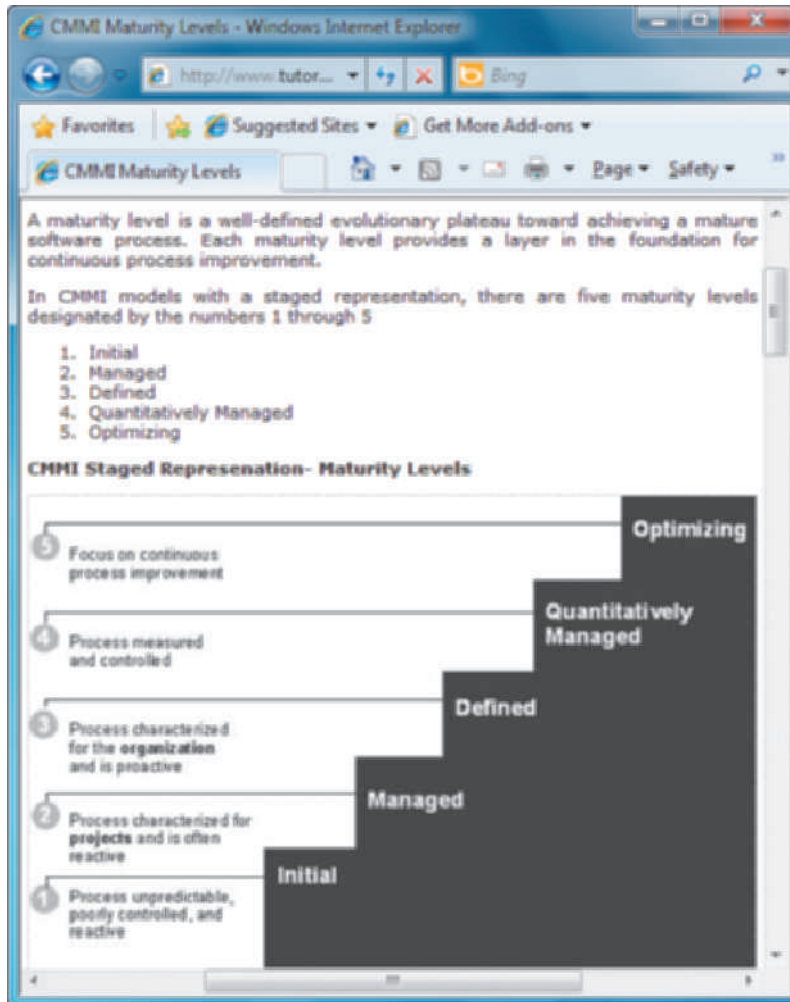 CMMI Maturity Levels - Windows Internet Explorer
http://www.tutor...
Bing
Favorites
Suggested Sites
Get More Add-ons
CMMI Maturity Levels
Page
Safety
A maturity level is a well-defined evolutionary plateau toward achieving a mature
software process. Each maturity level provides a layer in the foundation for
continuous process improvement.
In CMMI models with a staged representation, there are five maturity levels
designated by the numbers 1 through 5
1. Initial
2. Managed
3. Defined
4. Quantitatively Managed
5. Optimizing
CMMI Staged Represenation- Maturity Levels
Optimizing
5
Focus on continuous
process improvement
Quantitatively
Managed
4
Process measured
and controlled
Defined
3
Process characterized
for the organization
and is proactive
Managed
2
Process characterized for
projects and is often
reactive
Initial
1
Process unpredictable,
poorly controlled, and
reactive